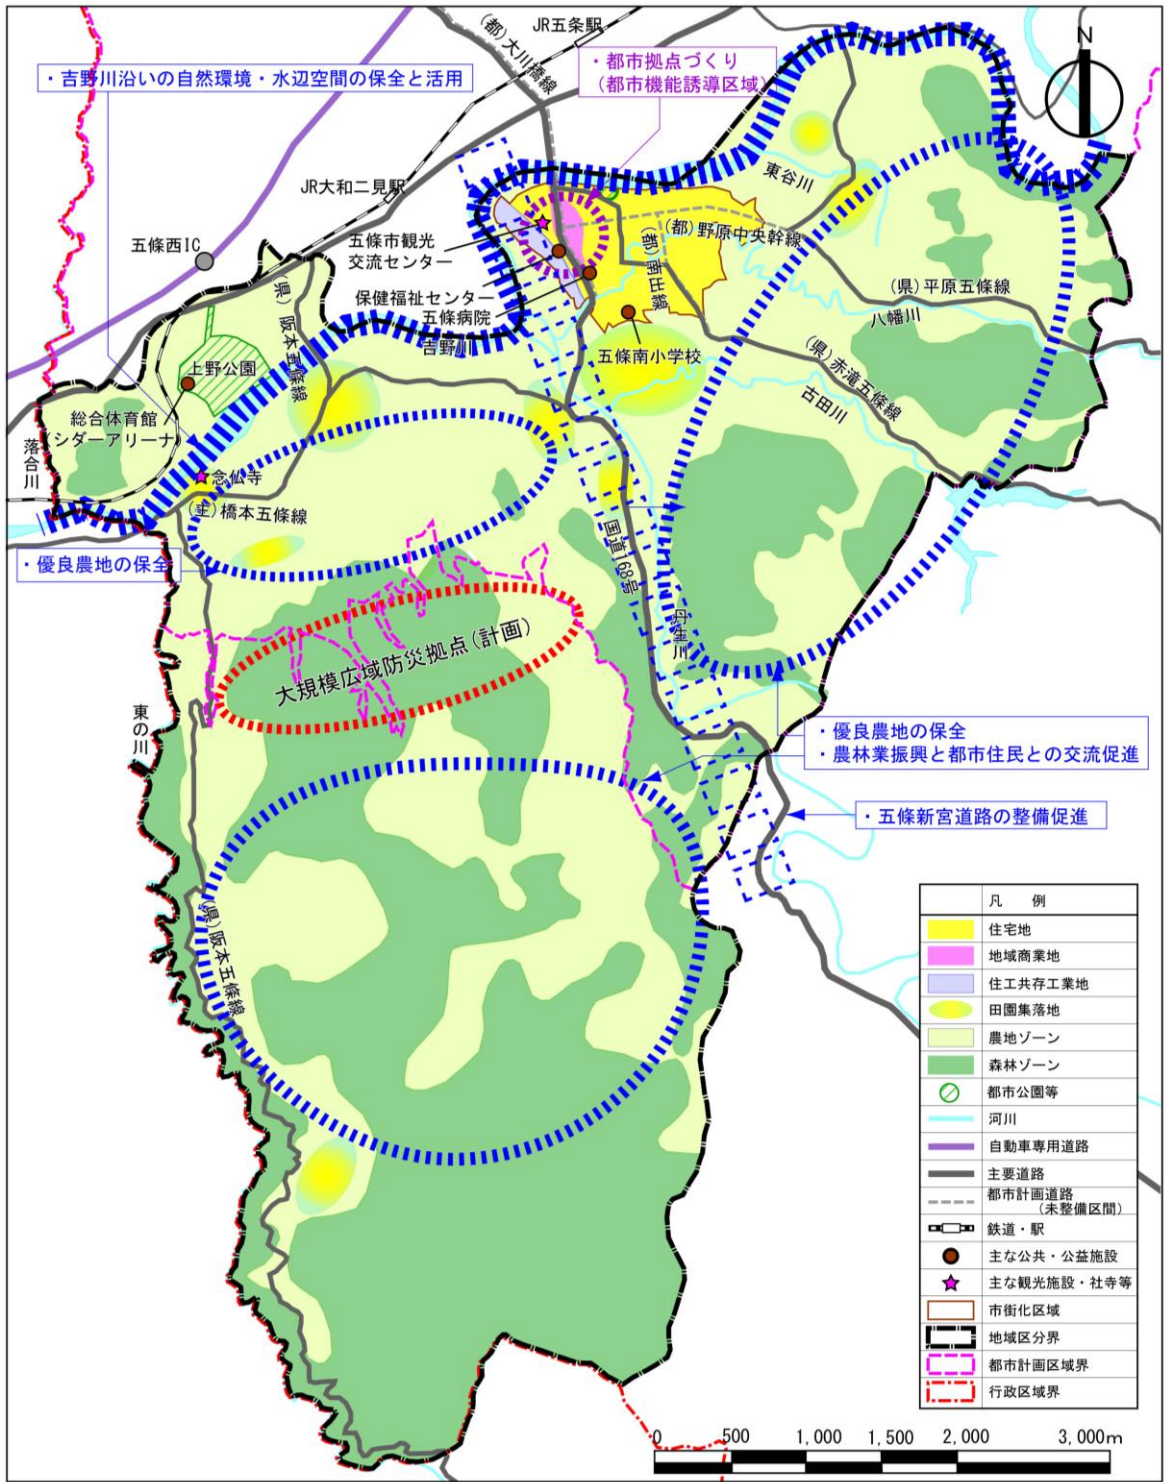 JR五条駅
(都)大川橋線
・都市拠点づくり
(都市機能誘導区域)
N
・吉野川沿いの自然環境・水辺空間の保全と活用
JR大和二見駅
東谷川
五條西IC
五條市観光
交流センター
(都)野原中央幹線
(都)南出線
(県)阪本五條線
保健福祉センター
五條病院
(県)平原五條線
八幡川
吉野川
五條南小学校
(県)赤滝五條線
古田川
上野公園
総合体育館
(シダーアリーナ)
落合川
念仏寺
(主)橋本五條線
国道168号
・優良農地の保全
丹生川
大規模広域防災拠点(計画)
東の川
・優良農地の保全
・農林業振興と都市住民との交流促進
・五條新宮道路の整備促進
(県)阪本五條線
凡 例
住宅地
地域商業地
住工共存工業地
田園集落地
農地ゾーン
森林ゾーン
都市公園等
河川
自動車専用道路
主要道路
都市計画道路
(未整備区間)
鉄道・駅
主な公共・公益施設
主な観光施設・社寺等
市街化区域
地域区分界
都市計画区域界
行政区域界
0 500 1,000 1,500 2,000 3,000m